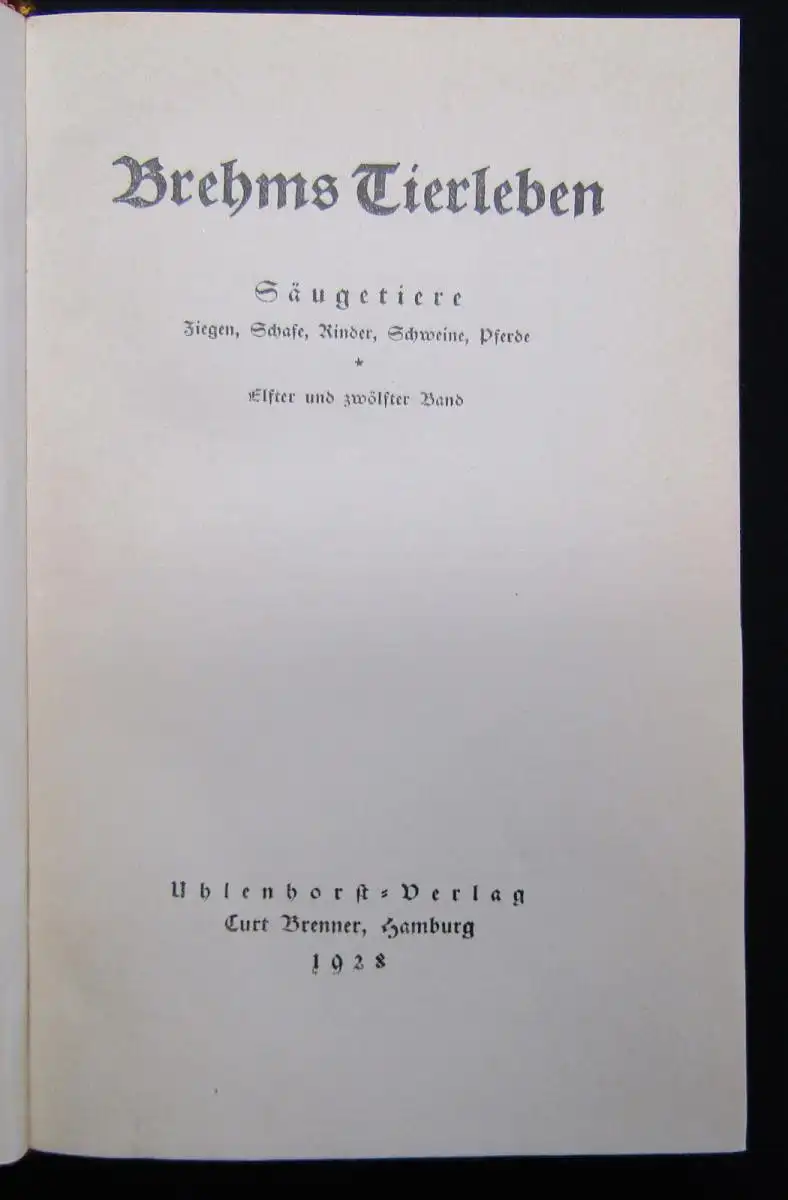 Brehms Tierleben
Säugetiere
Ziegen, Schafe, Rinder, Schweine, Pferde
*
Elfter und zwölfter Band
Uhlenhorst-Verlag
Curt Brenner, Hamburg
1928